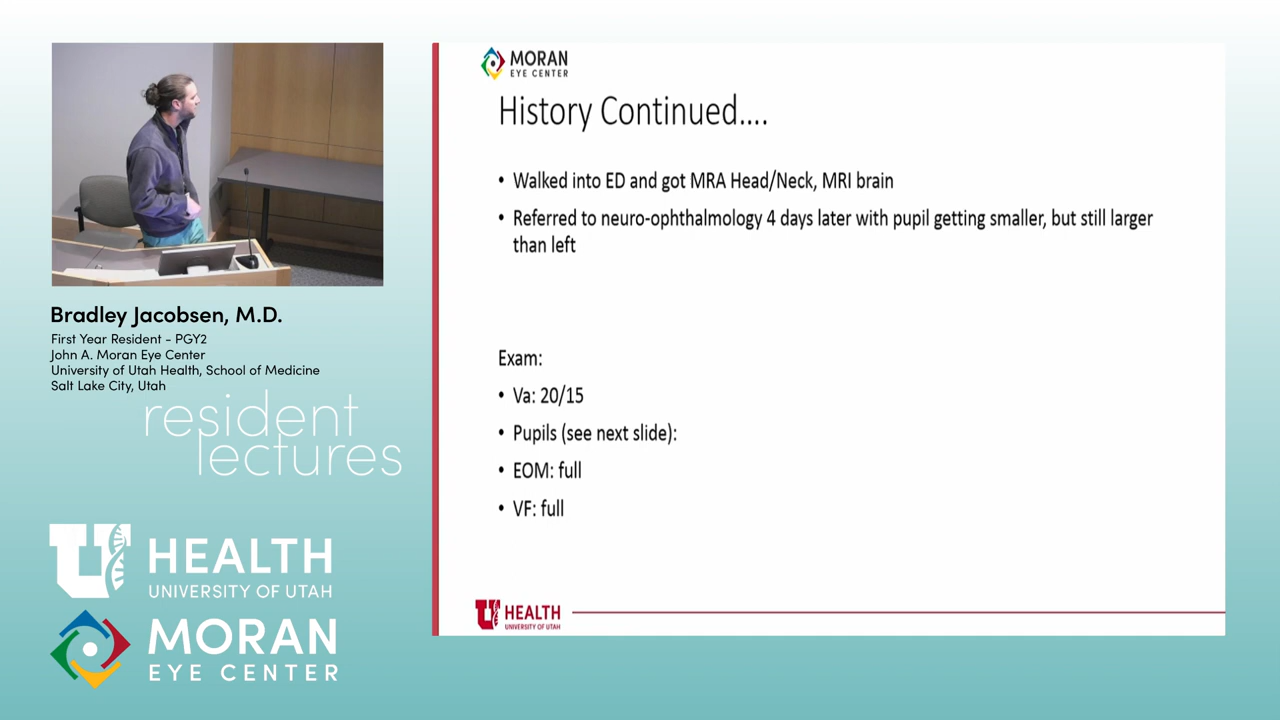 MORAN
EYE CENTER
History Continued....
• Walked into ED and got MRA Head/Neck, MRI brain
• Referred to neuro-ophthalmology 4 days later with pupil getting smaller, but still larger
than left
Exam:
• Va: 20/15
• Pupils (see next slide):
• EOM: full
• VF: full
U HEALTH
UNIVERSITY OF UTAH
Bradley Jacobsen, M.D.
First Year Resident - PGY2
John A. Moran Eye Center
University of Utah Health, School of Medicine
Salt Lake City, Utah
resident
lectures
U HEALTH
UNIVERSITY OF UTAH
MORAN
EYE CENTER